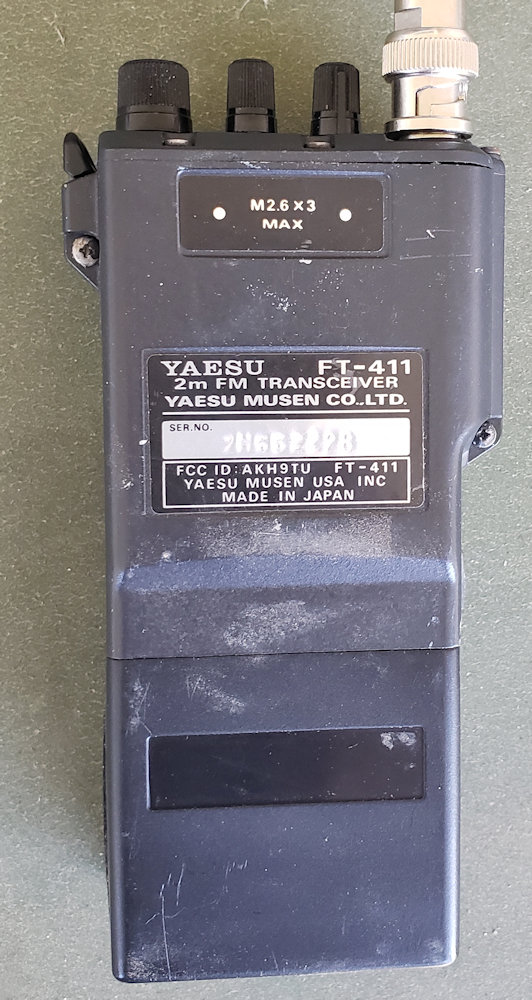 M2.6×3
MAX
YAESU FT-411
2m FM TRANSCEIVER
YAESU MUSEN CO.,LTD.
SER.NO.
FCC ID:AKH9TU FT-411
YAESU MUSEN USA INC
MADE IN JAPAN